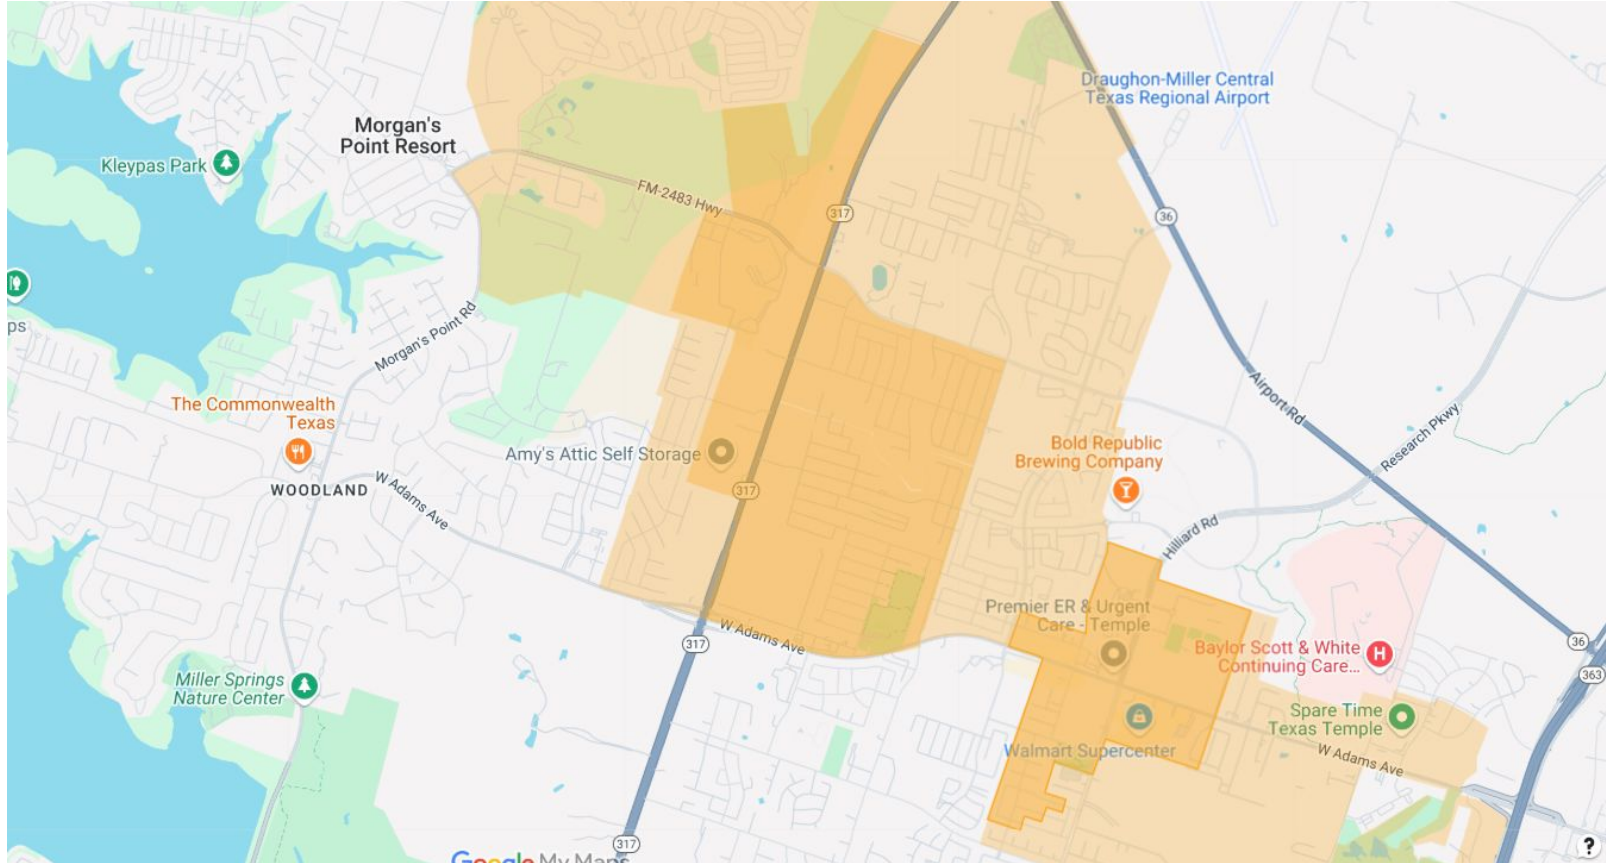 Draughon-Miller Central
Texas Regional Airport
Morgan's
Point Resort
Kleypas Park
FM-2483 Hwy
317
36
ps
Morgan's Point Rd
The Commonwealth
Texas
Airport Rd
Research Pkwy
Bold Republic
Brewing Company
Amy's Attic Self Storage
WOODLAND
317
W Adams Ave
Hilliard Rd
Premier ER & Urgent
Care - Temple
W Adams Ave
317
36
Baylor Scott & White
Continuing Care...
H
363
Miller Springs
Nature Center
Spare Time
Texas Temple
Walmart Supercenter
W Adams Ave
317
?
Google My Maps